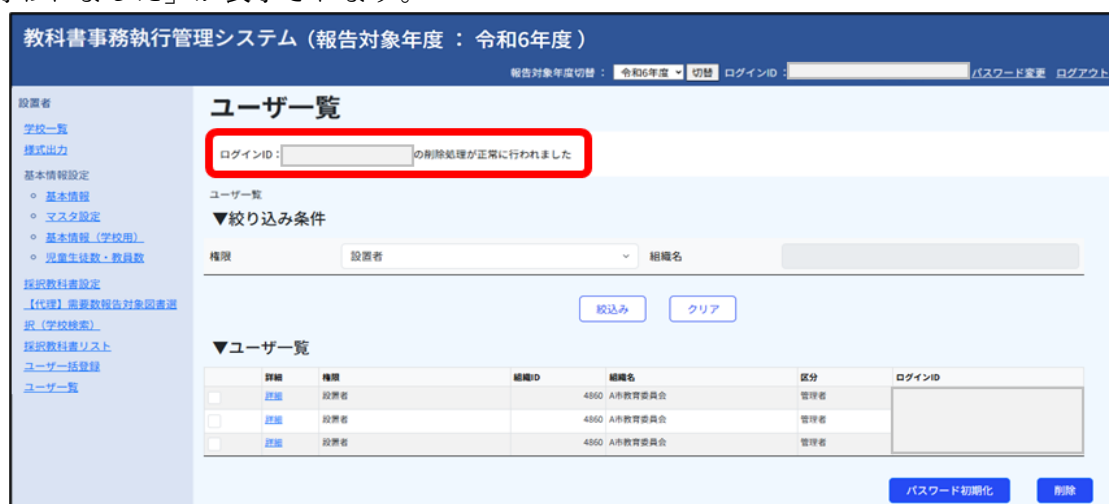 教科書事務執行管理システム（報告対象年度 ： 令和6年度 ）
報告対象年度切替 ： 令和6年度 切替 ログインID： パスワード変更 ログアウト
設置者
学校一覧
様式出力
基本情報設定
基本情報
マスタ設定
基本情報（学校用）
児童生徒数・教員数
採択教科書設定
【代理】需要数報告対象図書選
択（学校検索）
採択教科書リスト
ユーザ一括登録
ユーザ一覧
ユーザ一覧
ログインID： の削除処理が正常に行われました
ユーザ一覧
▼絞り込み条件
権限 設置者 組織名
絞込み クリア
▼ユーザ一覧
詳細 権限 組織ID 組織名 区分 ログインID
詳細 設置者 4860 A市教育委員会 管理者
詳細 設置者 4860 A市教育委員会 管理者
詳細 設置者 4860 A市教育委員会 管理者
パスワード初期化 削除